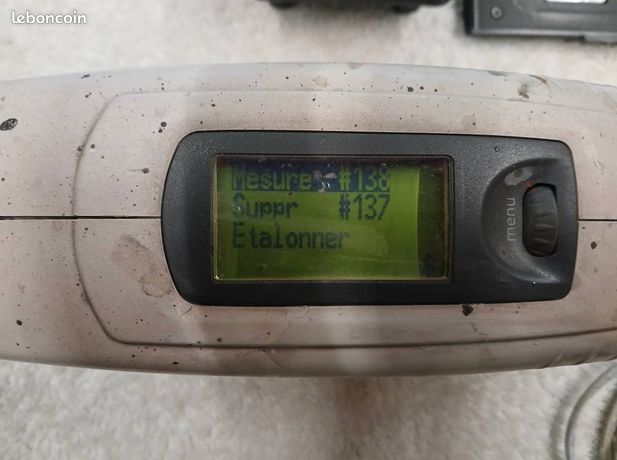 leboncoin
Mesure #138
Suppr #137
Etalonner
menu